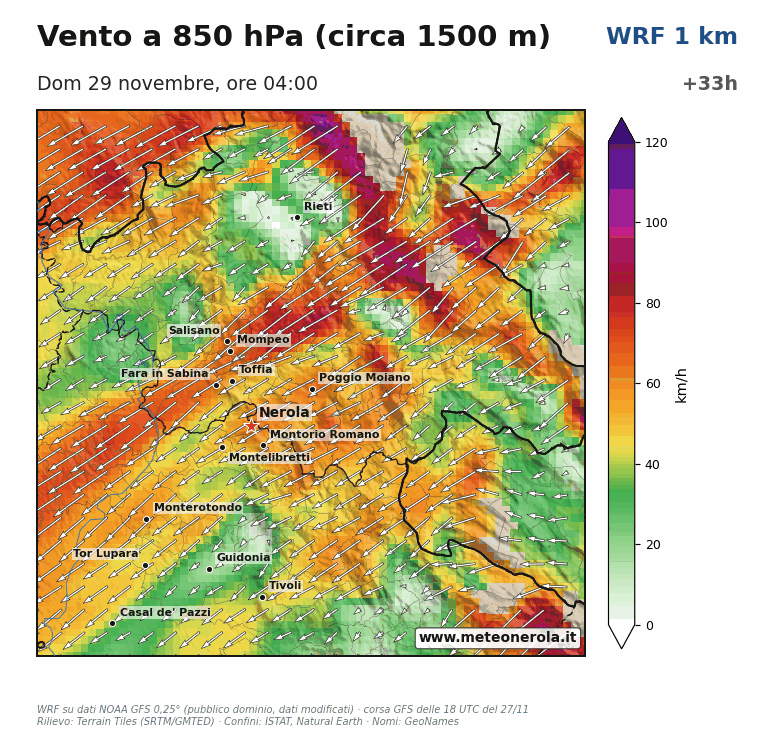 Vento a 850 hPa (circa 1500 m)
WRF 1 km
Dom 29 novembre, ore 04:00
+33h
Rieti
Salisano
Mompeo
Fara in Sabina
Toffia
Poggio Moiano
Nerola
Montorio Romano
Montelibretti
Monterotondo
Tor Lupara
Guidonia
Tivoli
Casal de' Pazzi
www.meteonerola.it
120
100
80
60
40
20
0
km/h
WRF su dati NOAA GFS 0,25° (pubblico dominio, dati modificati) · corsa GFS delle 18 UTC del 27/11
Rilievo: Terrain Tiles (SRTM/GMTED) · Confini: ISTAT, Natural Earth · Nomi: GeoNames